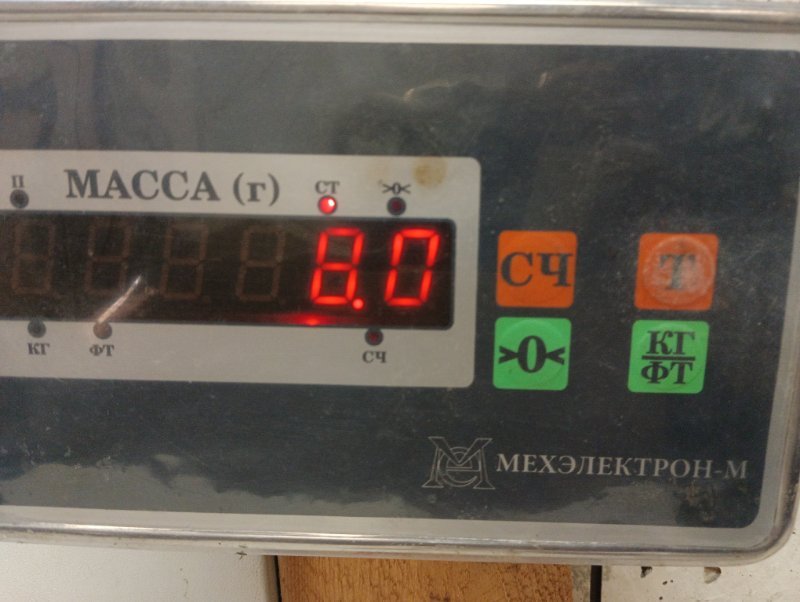 П МАССА (г) СТ >0<
8.0
КГ ФТ СЧ
СЧ Т
>0< КГ
ФТ
МЕХЭЛЕКТРОН-М